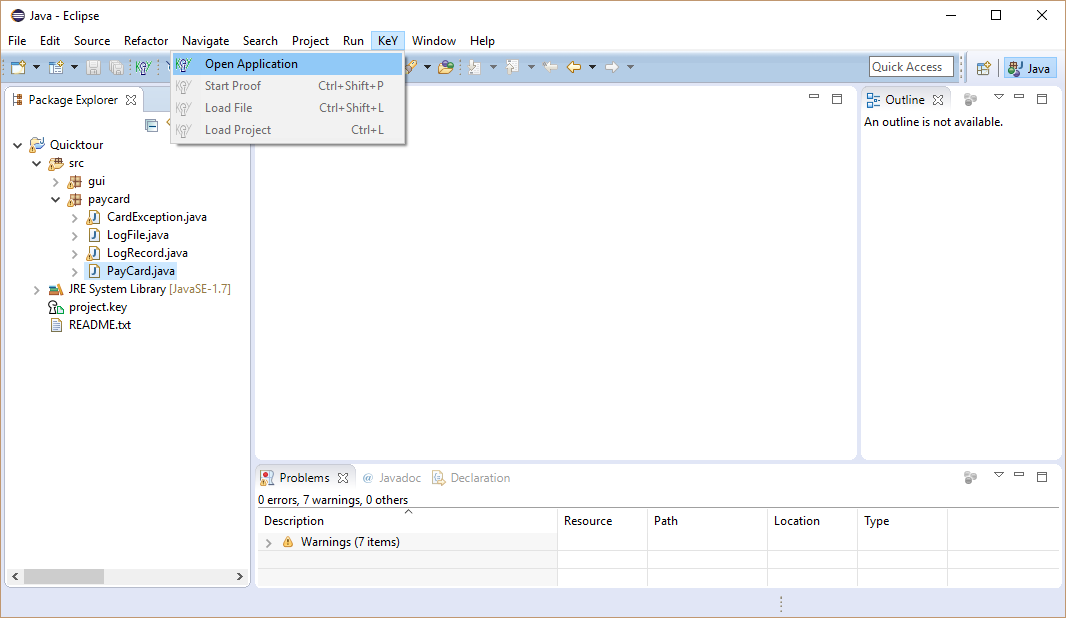 Java - Eclipse
File Edit Source Refactor Navigate Search Project Run KeY Window Help
KeY Open Application
Start Proof Ctrl+Shift+P
Load File Ctrl+Shift+L
Load Project Ctrl+L
Quick Access
Java
Package Explorer
Quicktour
src
gui
paycard
CardException.java
LogFile.java
LogRecord.java
PayCard.java
JRE System Library [JavaSE-1.7]
project.key
README.txt
Outline
An outline is not available.
Problems @ Javadoc Declaration
0 errors, 7 warnings, 0 others
Description Resource Path Location Type
Warnings (7 items)